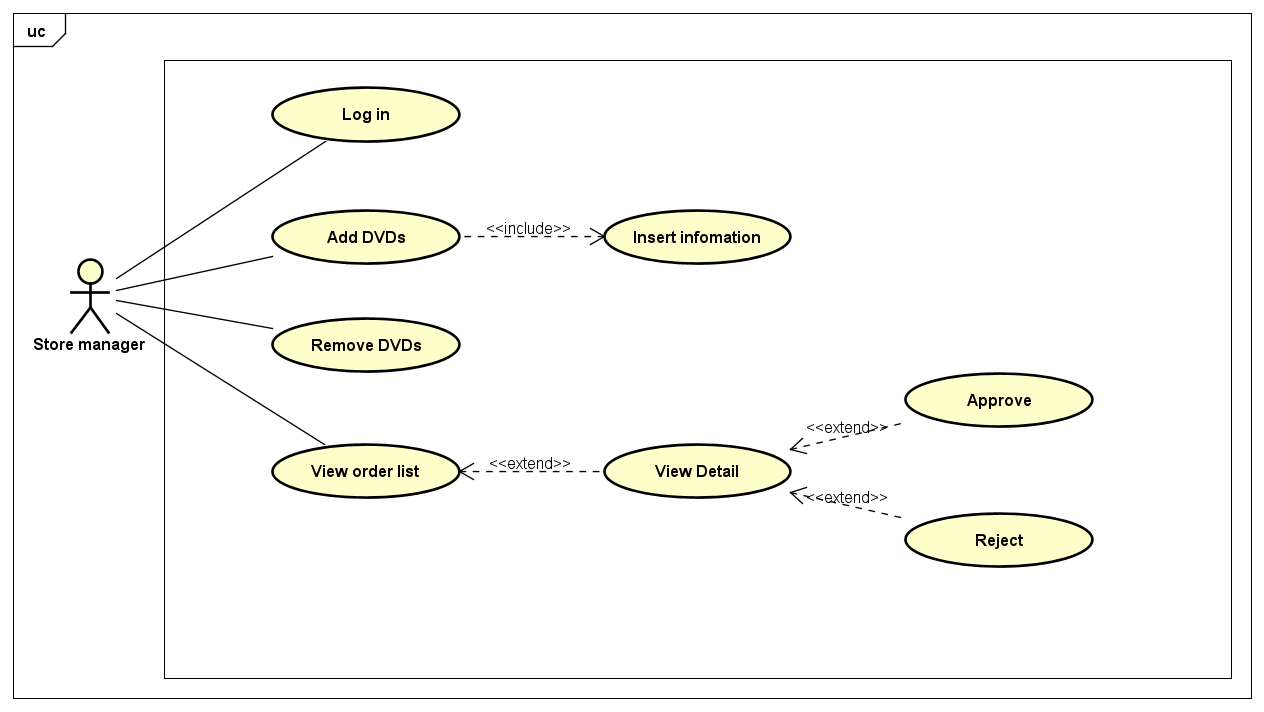 uc
Log in
Add DVDs
<<include>>
Insert infomation
Store manager
Remove DVDs
Approve
<<extend>>
View order list
<<extend>>
View Detail
<<extend>>
Reject